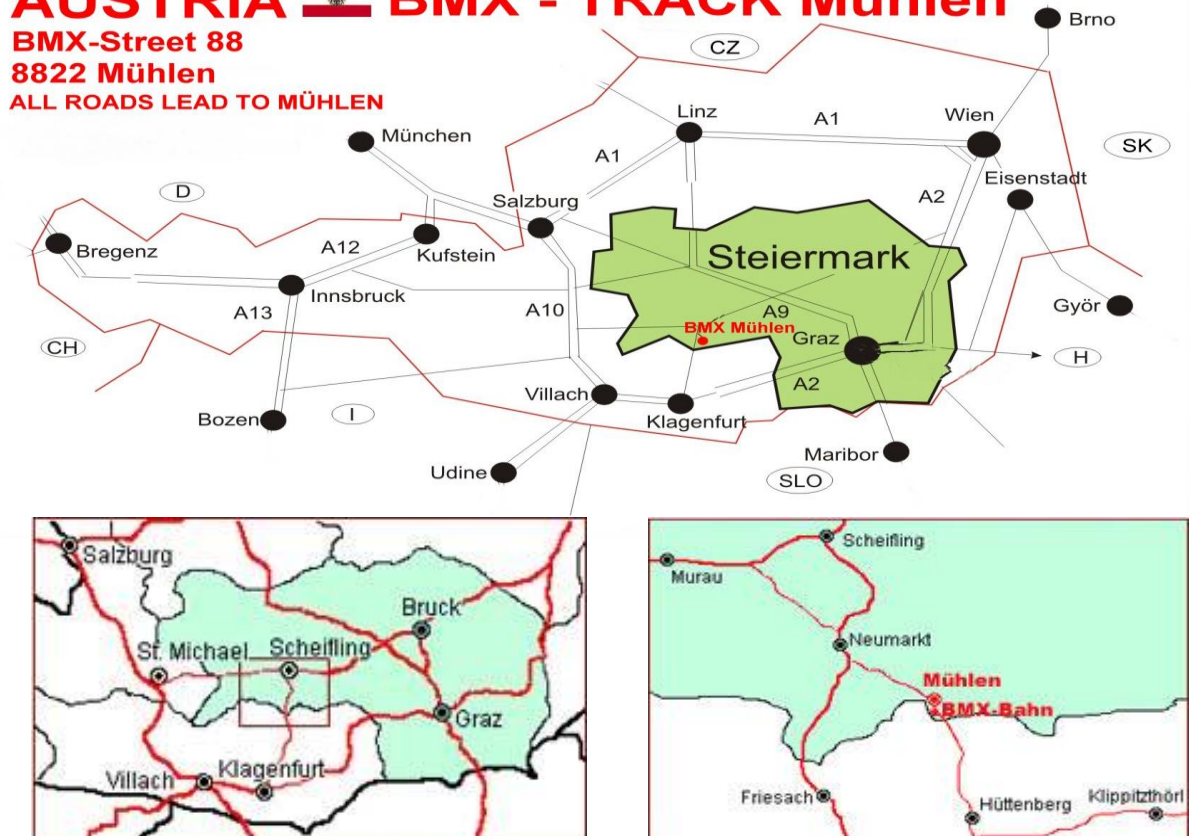 AUSTRIA BMX - TRACK Mühlen
BMX-Street 88
8822 Mühlen
ALL ROADS LEAD TO MÜHLEN
Brno
CZ
Linz
A1
Wien
München
SK
A1
Eisenstadt
D
Salzburg
A2
Bregenz
A12
Kufstein
Steiermark
Innsbruck
A13
A10
A9
Györ
BMX Mühlen
Graz
CH
H
A2
Villach
Klagenfurt
Bozen
I
Maribor
Udine
SLO
Salzburg
Bruck
St. Michael
Scheifling
Graz
Villach
Klagenfurt
Scheifling
Murau
Neumarkt
Mühlen
BMX-Bahn
Friesach
Hüttenberg
Klippitzthörl